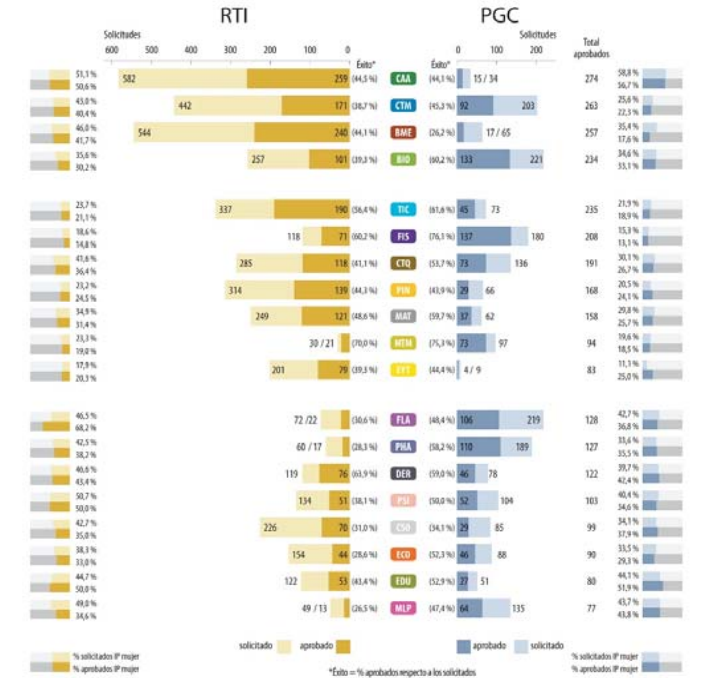 RTI PGC
Solicitudes Solicitudes
600 500 400 300 200 100 0 0 100 200
Éxito* Éxito* Total aprobados
51,1 % 582 259 (44,5 %) CAA (44,1 %) 15 / 34 274 58,8 %
50,6 % 56,7 %
43,0 % 442 171 (38,7 %) CTM (45,3 %) 92 203 263 25,6 %
40,4 % 22,3 %
46,0 % 544 240 (44,1 %) BME (26,2 %) 17 / 65 257 35,4 %
41,7 % 17,6 %
35,6 % 257 101 (39,3 %) BIO (60,2 %) 133 221 234 34,6 %
30,2 % 33,1 %
23,7 % 337 190 (56,4 %) TIC (61,6 %) 45 73 235 21,9 %
21,1 % 18,9 %
18,6 % 118 71 (60,2 %) FIS (76,1 %) 137 180 208 15,3 %
14,8 % 13,1 %
41,6 % 285 118 (41,1 %) CTQ (53,7 %) 73 136 191 30,1 %
36,4 % 26,7 %
23,2 % 314 139 (44,3 %) PIN (43,9 %) 29 66 168 20,5 %
24,5 % 24,1 %
34,9 % 249 121 (48,6 %) MAT (59,7 %) 37 62 158 29,8 %
31,4 % 25,7 %
23,3 % 30 / 21 (70,0 %) MTM (75,3 %) 73 97 94 19,6 %
19,0 % 18,5 %
17,9 % 201 79 (39,3 %) EYT (44,4 %) 4 / 9 83 11,1 %
20,3 % 25,0 %
46,5 % 72 /22 (30,6 %) FLA (48,4 %) 106 219 128 42,7 %
68,2 % 36,8 %
42,5 % 60 / 17 (28,3 %) PHA (58,2 %) 110 189 127 33,6 %
38,2 % 35,5 %
46,6 % 119 76 (63,9 %) DER (59,0 %) 46 78 122 39,7 %
43,4 % 42,4 %
50,7 % 134 51 (38,1 %) PSI (50,0 %) 52 104 103 40,4 %
50,0 % 34,6 %
42,7 % 226 70 (31,0 %) CSO (34,1 %) 29 85 99 34,1 %
35,0 % 37,9 %
38,3 % 154 44 (28,6 %) ECO (52,3 %) 46 88 90 33,5 %
33,0 % 29,3 %
44,7 % 122 53 (43,4 %) EDU (52,9 %) 27 51 80 44,1 %
50,0 % 51,9 %
49,0 % 49 / 13 (26,5 %) MLP (47,4 %) 64 135 77 43,7 %
34,6 % 43,8 %
solicitado aprobado aprobado solicitado
% solicitados IP mujer % solicitados IP mujer
% aprobados IP mujer *Éxito = % aprobados respecto a los solicitados % aprobados IP mujer